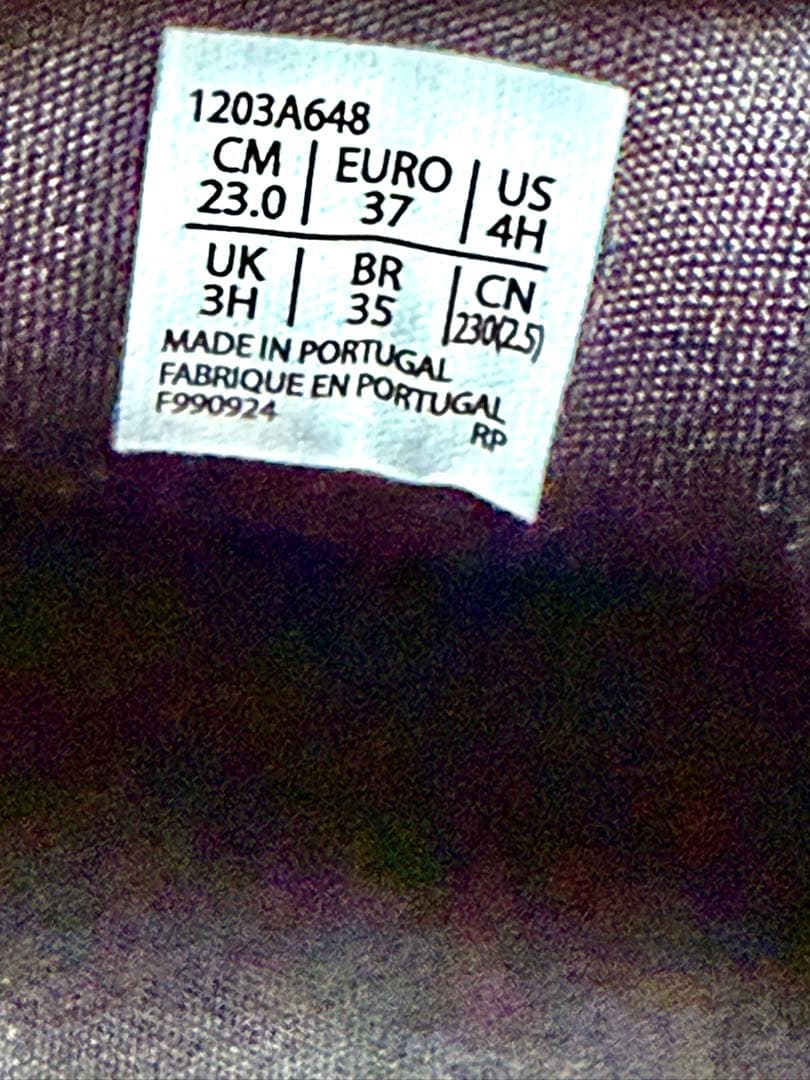 1203A648
CM | EURO | US
23.0 | 37 | 4H
UK | BR | CN
3H | 35 | 230(2.5)
MADE IN PORTUGAL
FABRIQUE EN PORTUGAL
F990924 RP